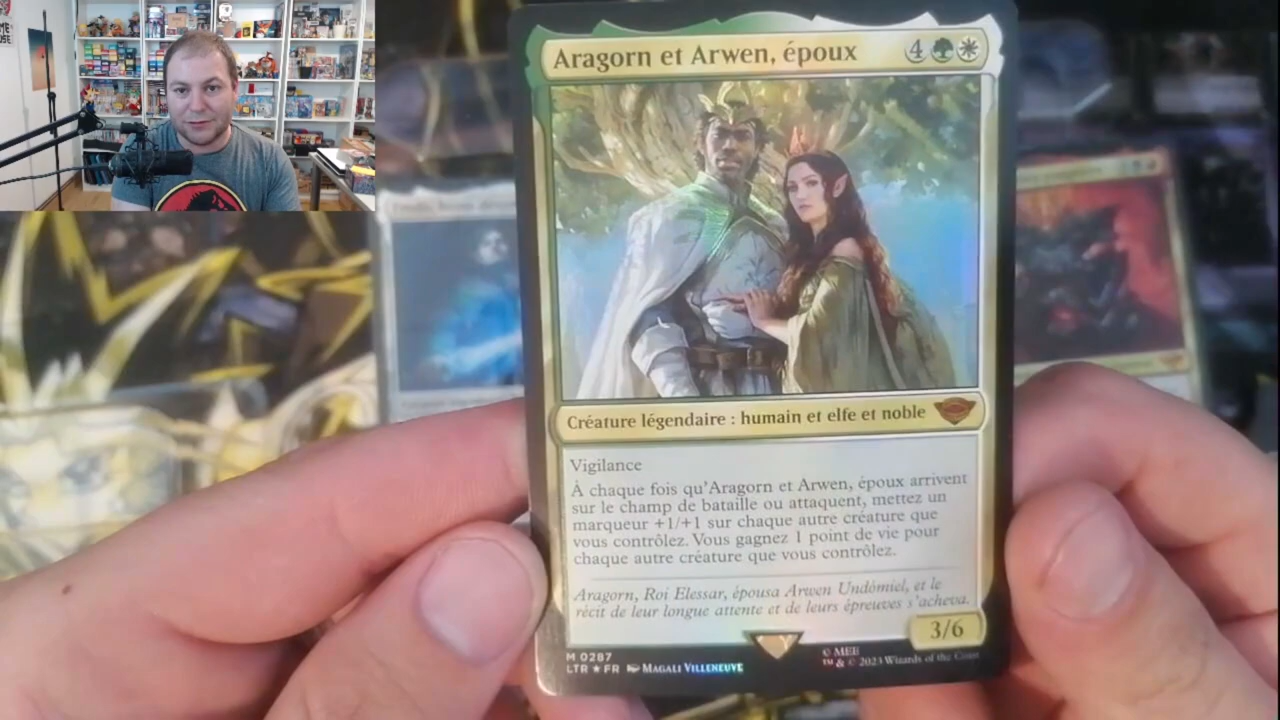 Aragorn et Arwen, époux
4
Créature légendaire : humain et elfe et noble
Vigilance
À chaque fois qu'Aragorn et Arwen, époux arrivent
sur le champ de bataille ou attaquent, mettez un
marqueur +1/+1 sur chaque autre créature que
vous contrôlez. Vous gagnez 1 point de vie pour
chaque autre créature que vous contrôlez.
Aragorn, Roi Elessar, épousa Arwen Undómiel, et le
récit de leur longue attente et de leurs épreuves s'acheva.
3/6
M 0287
LTR ★ FR Magali Villeneuve
© MEE
™ & © 2023 Wizards of the Coast